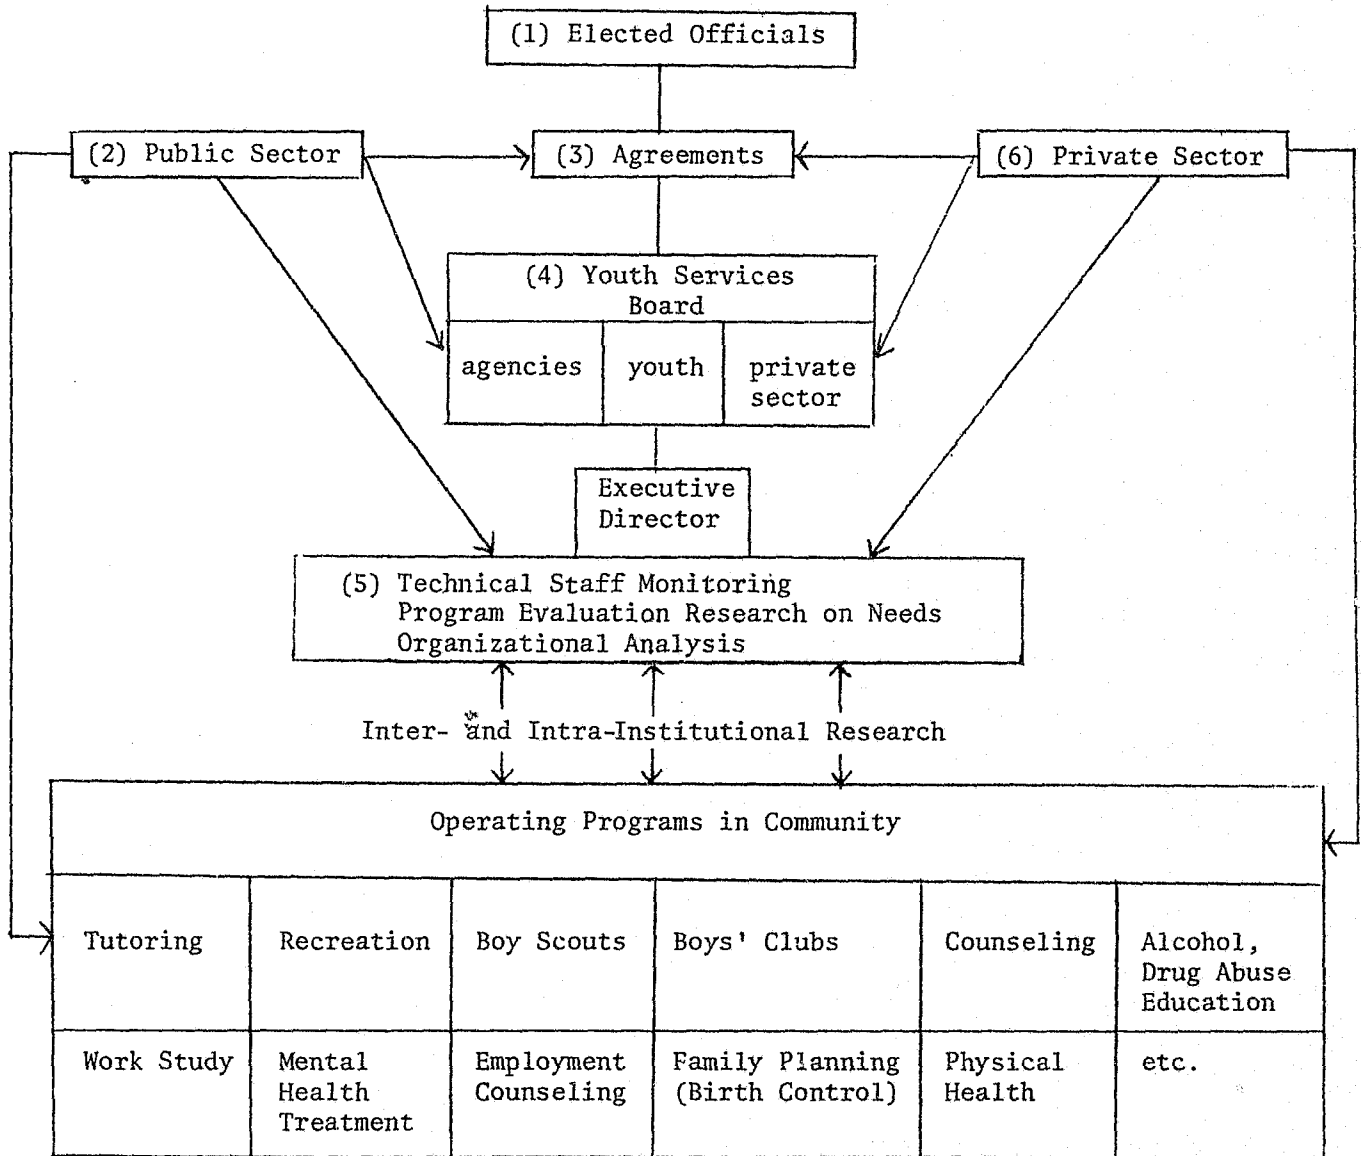 (1) Elected Officials
(2) Public Sector
(3) Agreements
(6) Private Sector
(4) Youth Services
Board
agencies
youth
private
sector
Executive
Director
(5) Technical Staff Monitoring
Program Evaluation Research on Needs
Organizational Analysis
Inter- and Intra-Institutional Research
Operating Programs in Community
Tutoring
Recreation
Boy Scouts
Boys' Clubs
Counseling
Alcohol,
Drug Abuse
Education
Work Study
Mental
Health
Treatment
Employment
Counseling
Family Planning
(Birth Control)
Physical
Health
etc.